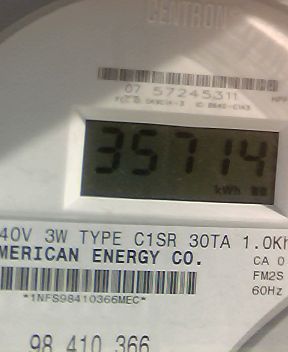 CENTRON
07 57245311
35714
kWh
40V 3W TYPE C1SR 30TA 1.0Kh
MERICAN ENERGY CO.
CA 0
FM2S
60Hz
*1NFS98410366MEC*
98 410 366